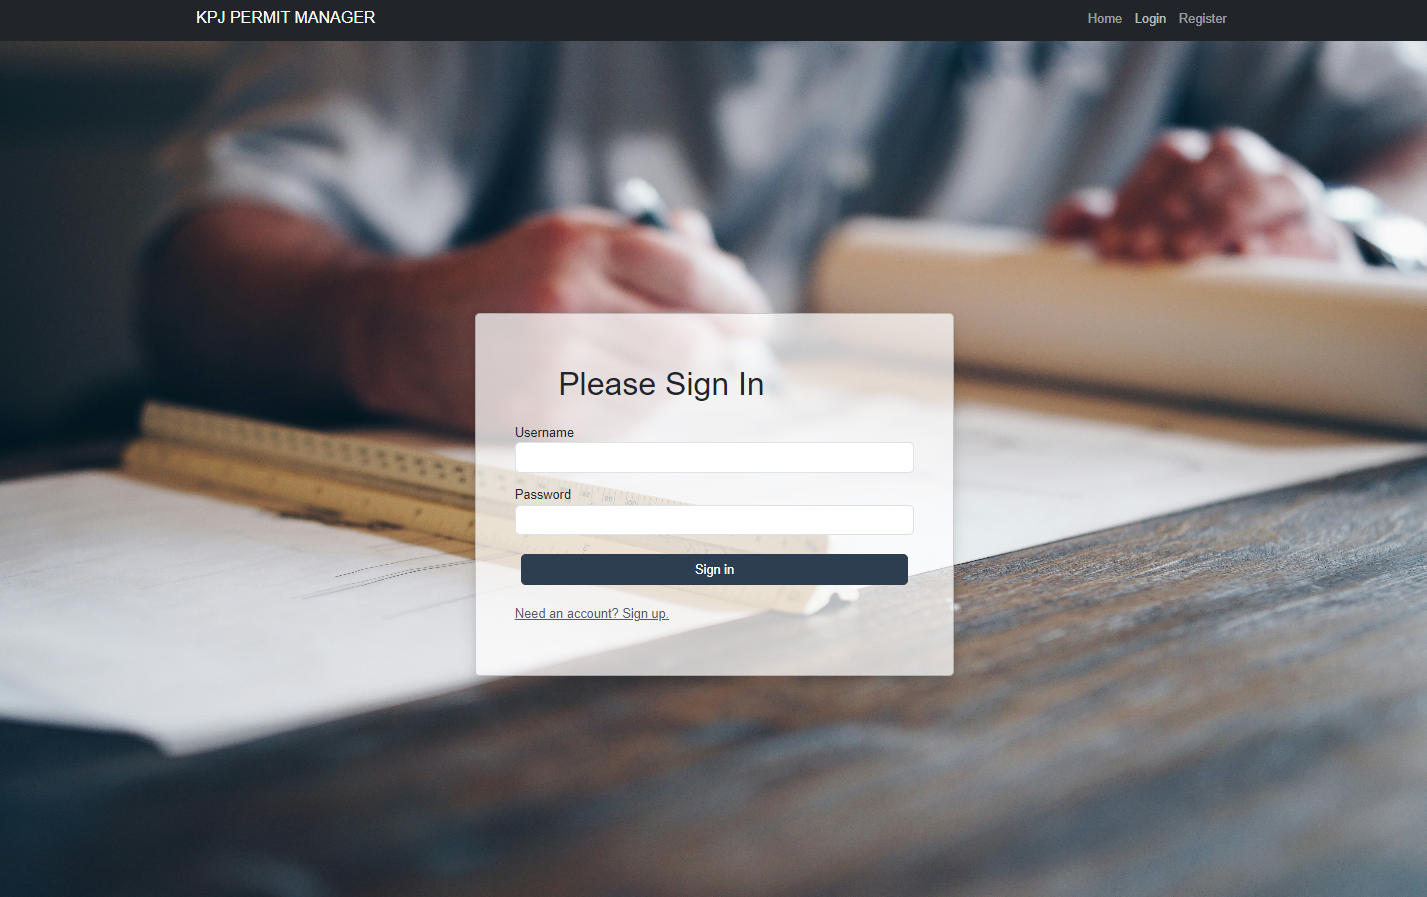 KPJ PERMIT MANAGER
Home Login Register
Please Sign In
Username
Password
Sign in
Need an account? Sign up.